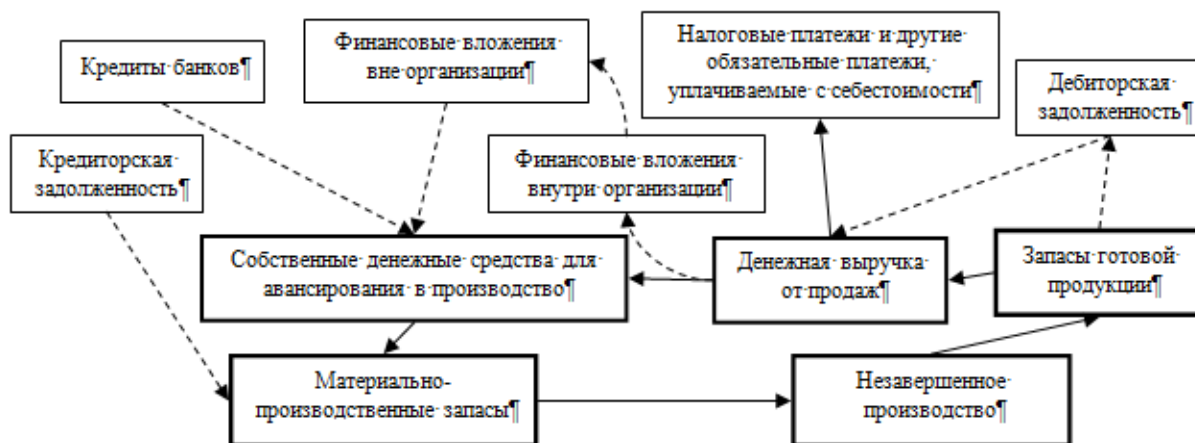 Кредиты банков¶
Финансовые вложения
вне организации¶
Налоговые платежи и другие
обязательные платежи,
уплачиваемые с себестоимости¶
Дебиторская
задолженность¶
Кредиторская
задолженность¶
Финансовые вложения
внутри организации¶
Собственные денежные средства для
авансирования в производство¶
Денежная выручка
от продаж¶
Запасы готовой
продукции¶
Материально-
производственные запасы¶
Незавершенное
производство¶